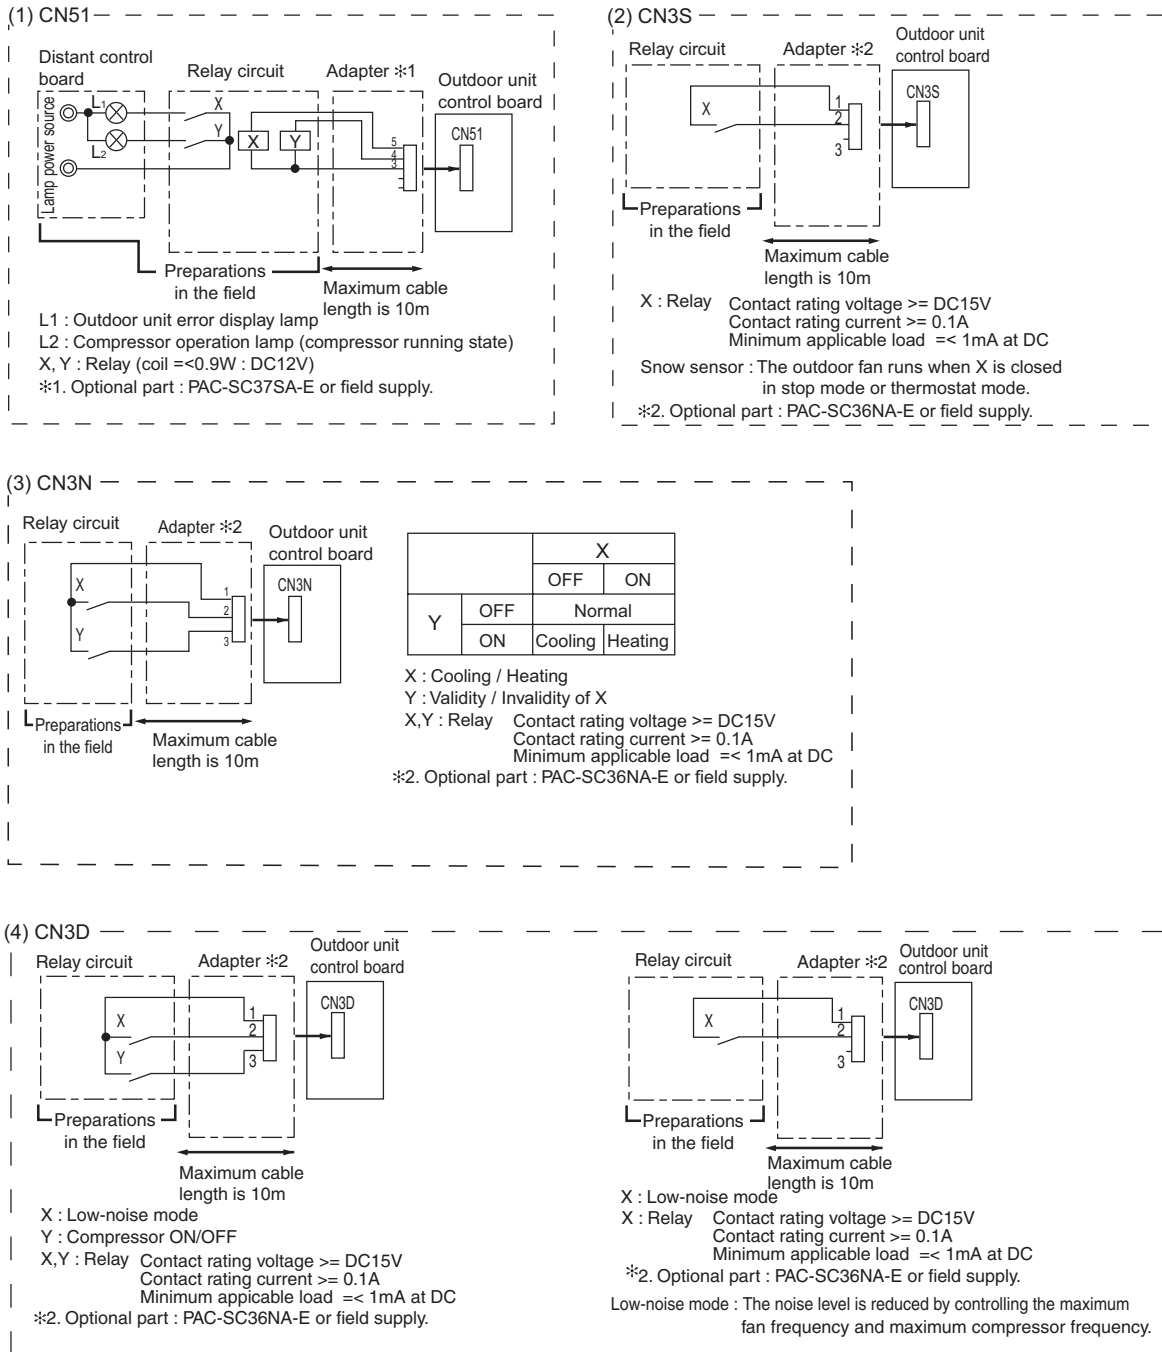 (1) CN51
Distant control
board
Relay circuit
Adapter ✻1
Outdoor unit
control board
Lamp power source
L1
L2
X
Y
X
Y
5
4
3
CN51
Preparations
in the field
Maximum cable
length is 10m
L1 : Outdoor unit error display lamp
L2 : Compressor operation lamp (compressor running state)
X, Y : Relay (coil =<0.9W : DC12V)
✻1. Optional part : PAC-SC37SA-E or field supply.
(2) CN3S
Relay circuit
Adapter ✻2
Outdoor unit
control board
X
1
2
3
CN3S
Preparations
in the field
Maximum cable
length is 10m
X : Relay Contact rating voltage >= DC15V
Contact rating current >= 0.1A
Minimum applicable load =< 1mA at DC
Snow sensor : The outdoor fan runs when X is closed
in stop mode or thermostat mode.
✻2. Optional part : PAC-SC36NA-E or field supply.
(3) CN3N
Relay circuit
Adapter ✻2
Outdoor unit
control board
X
Y
1
2
3
CN3N
Preparations
in the field
Maximum cable
length is 10m
X
OFF ON
Y OFF Normal
ON Cooling Heating
X : Cooling / Heating
Y : Validity / Invalidity of X
X,Y : Relay Contact rating voltage >= DC15V
Contact rating current >= 0.1A
Minimum applicable load =< 1mA at DC
✻2. Optional part : PAC-SC36NA-E or field supply.
(4) CN3D
Relay circuit
Adapter ✻2
Outdoor unit
control board
X
Y
1
2
3
CN3D
Preparations
in the field
Maximum cable
length is 10m
X : Low-noise mode
Y : Compressor ON/OFF
X,Y : Relay Contact rating voltage >= DC15V
Contact rating current >= 0.1A
Minimum appicable load =< 1mA at DC
✻2. Optional part : PAC-SC36NA-E or field supply.
Relay circuit
Adapter ✻2
Outdoor unit
control board
X
1
2
3
CN3D
Preparations
in the field
Maximum cable
length is 10m
X : Low-noise mode
X : Relay Contact rating voltage >= DC15V
Contact rating current >= 0.1A
Minimum applicable load =< 1mA at DC
✻2. Optional part : PAC-SC36NA-E or field supply.
Low-noise mode : The noise level is reduced by controlling the maximum
fan frequency and maximum compressor frequency.